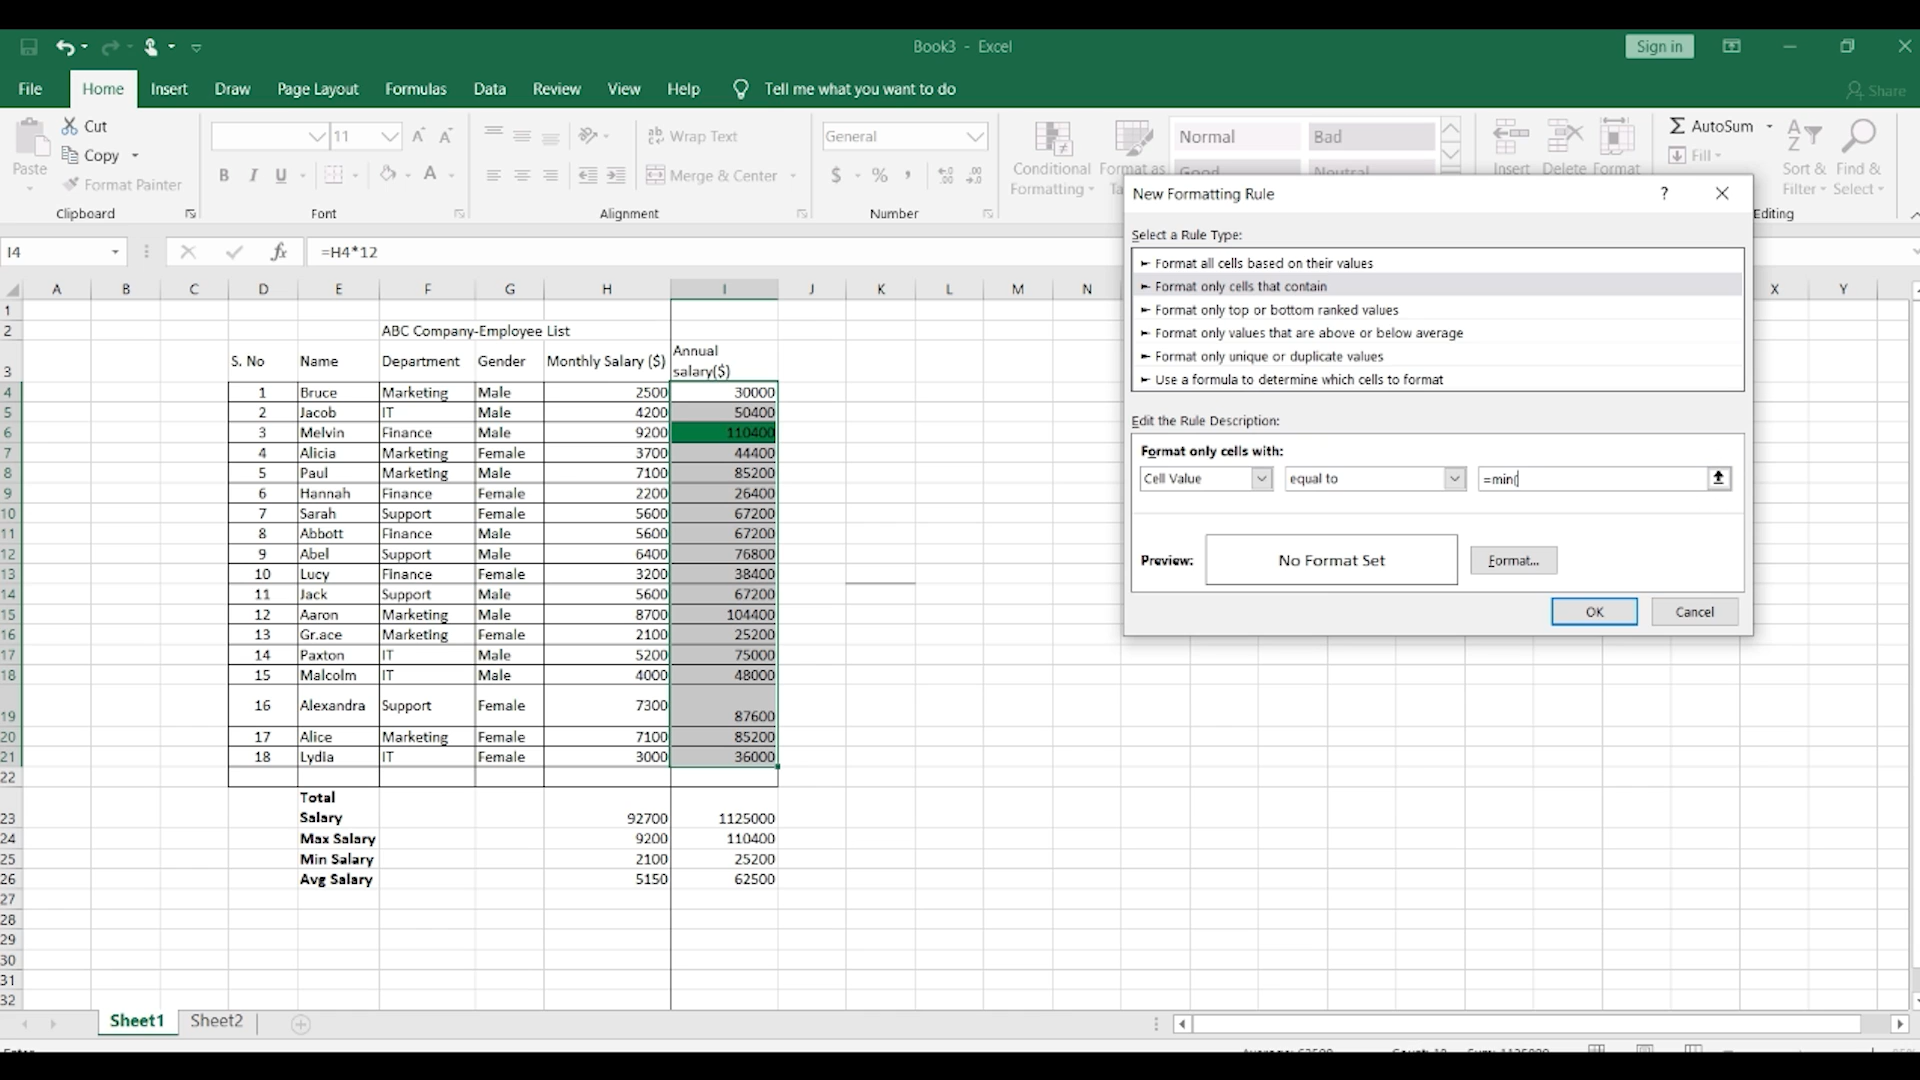 Book3 - Excel
Sign in
File Home Insert Draw Page Layout Formulas Data Review View Help Tell me what you want to do Share
Paste Cut Copy Format Painter Clipboard
11 B I U A Font
Wrap Text Merge & Center Alignment
General $ % Number
Conditional Formatting Format as
Normal Bad Good Neutral
Insert Delete Format
AutoSum Fill Sort & Filter Find & Select Editing
I4 fx =H4*12
A B C D E F G H I J K L M N X Y
1
2 ABC Company-Employee List
3 S. No Name Department Gender Monthly Salary ($) Annual salary($)
4 1 Bruce Marketing Male 2500 30000
5 2 Jacob IT Male 4200 50400
6 3 Melvin Finance Male 9200 110400
7 4 Alicia Marketing Female 3700 44400
8 5 Paul Marketing Male 7100 85200
9 6 Hannah Finance Female 2200 26400
10 7 Sarah Support Female 5600 67200
11 8 Abbott Finance Male 5600 67200
12 9 Abel Support Male 6400 76800
13 10 Lucy Finance Female 3200 38400
14 11 Jack Support Male 5600 67200
15 12 Aaron Marketing Male 8700 104400
16 13 Gr.ace Marketing Female 2100 25200
17 14 Paxton IT Male 5200 75000
18 15 Malcolm IT Male 4000 48000
19 16 Alexandra Support Female 7300 87600
20 17 Alice Marketing Female 7100 85200
21 18 Lydia IT Female 3000 36000
22
23 Total Salary 92700 1125000
24 Max Salary 9200 110400
25 Min Salary 2100 25200
26 Avg Salary 5150 62500
27
28
29
30
31
32
New Formatting Rule ?
Select a Rule Type:
► Format all cells based on their values
► Format only cells that contain
► Format only top or bottom ranked values
► Format only values that are above or below average
► Format only unique or duplicate values
► Use a formula to determine which cells to format
Edit the Rule Description:
Format only cells with:
Cell Value equal to =min(
Preview: No Format Set Format...
OK Cancel
Sheet1 Sheet2